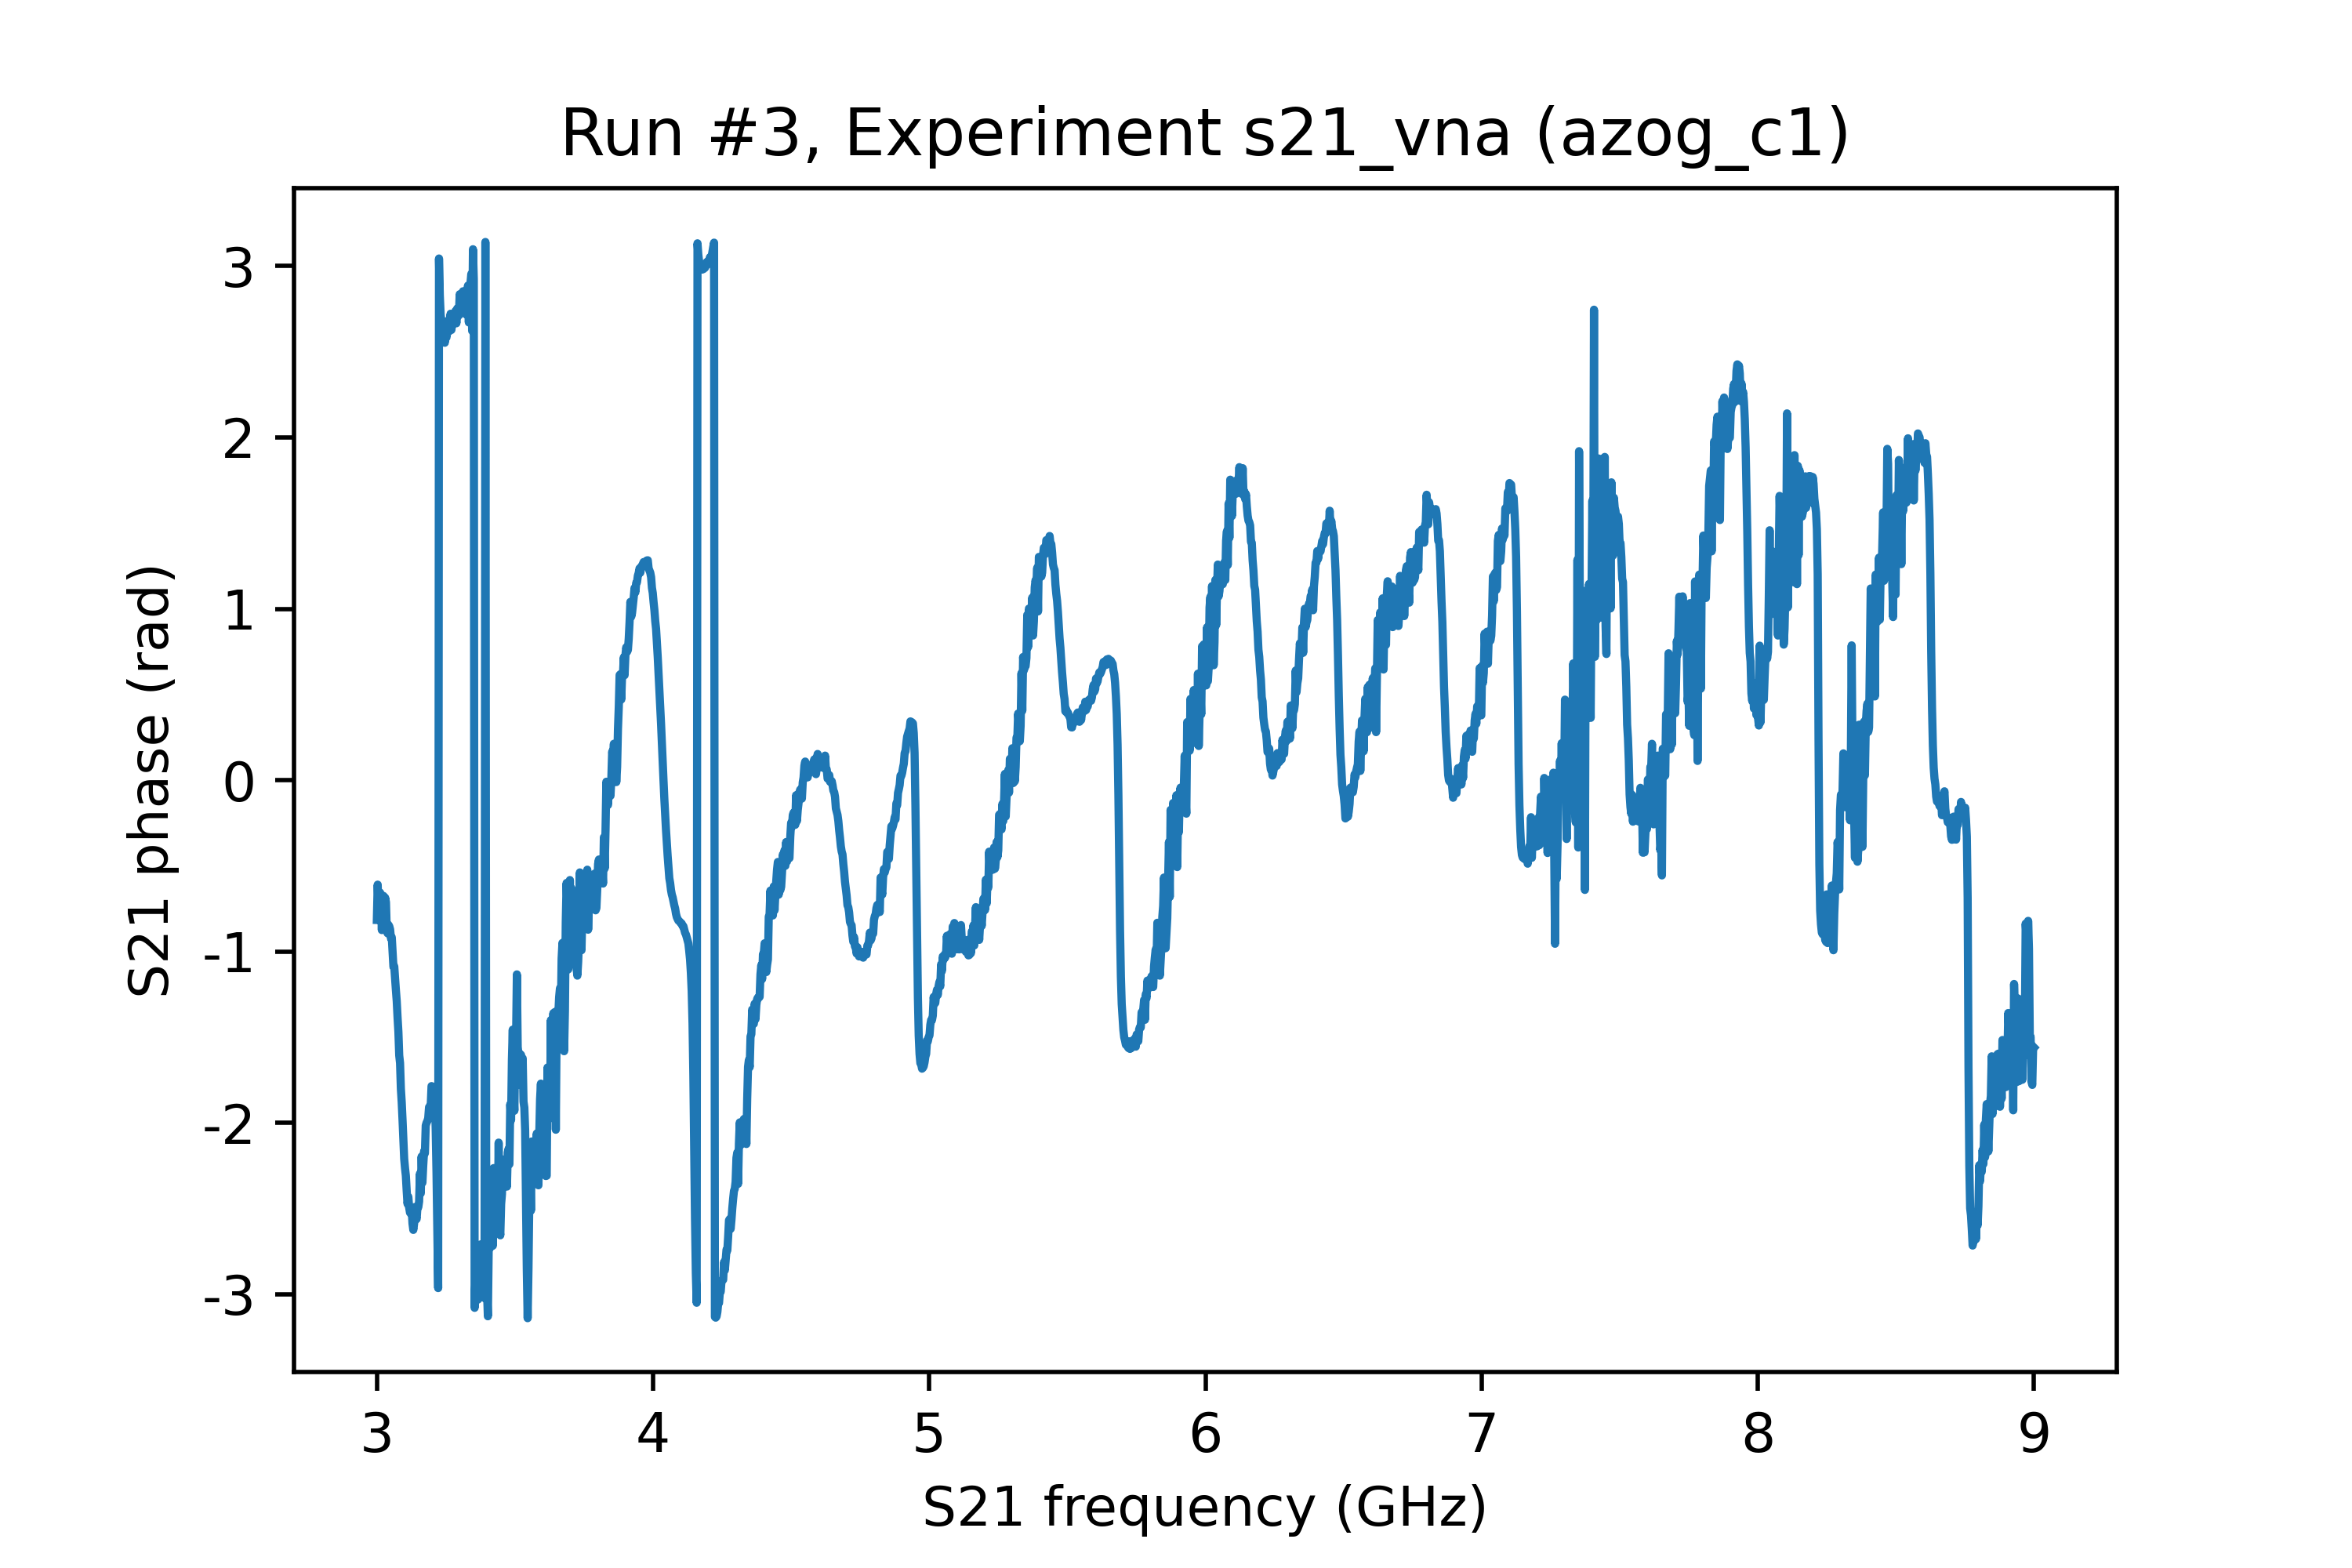 Run #3, Experiment s21_vna (azog_c1)
S21 phase (rad)
3
2
1
0
-1
-2
-3
3 4 5 6 7 8 9
S21 frequency (GHz)